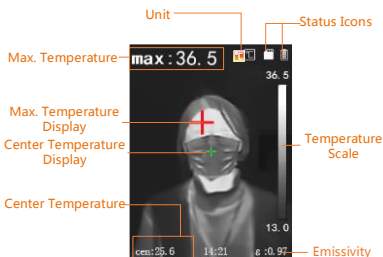 Unit
Status Icons
Max. Temperature
max:36.5
36.5
Max. Temperature
Display
Center Temperature
Display
Temperature
Scale
Center Temperature
13.0
cen:25.6
14:21
ε:0.97
Emissivity